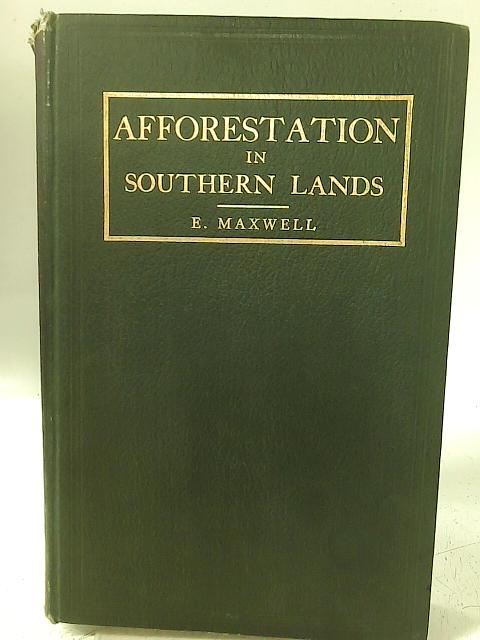 AFFORESTATION
IN
SOUTHERN LANDS
E. MAXWELL